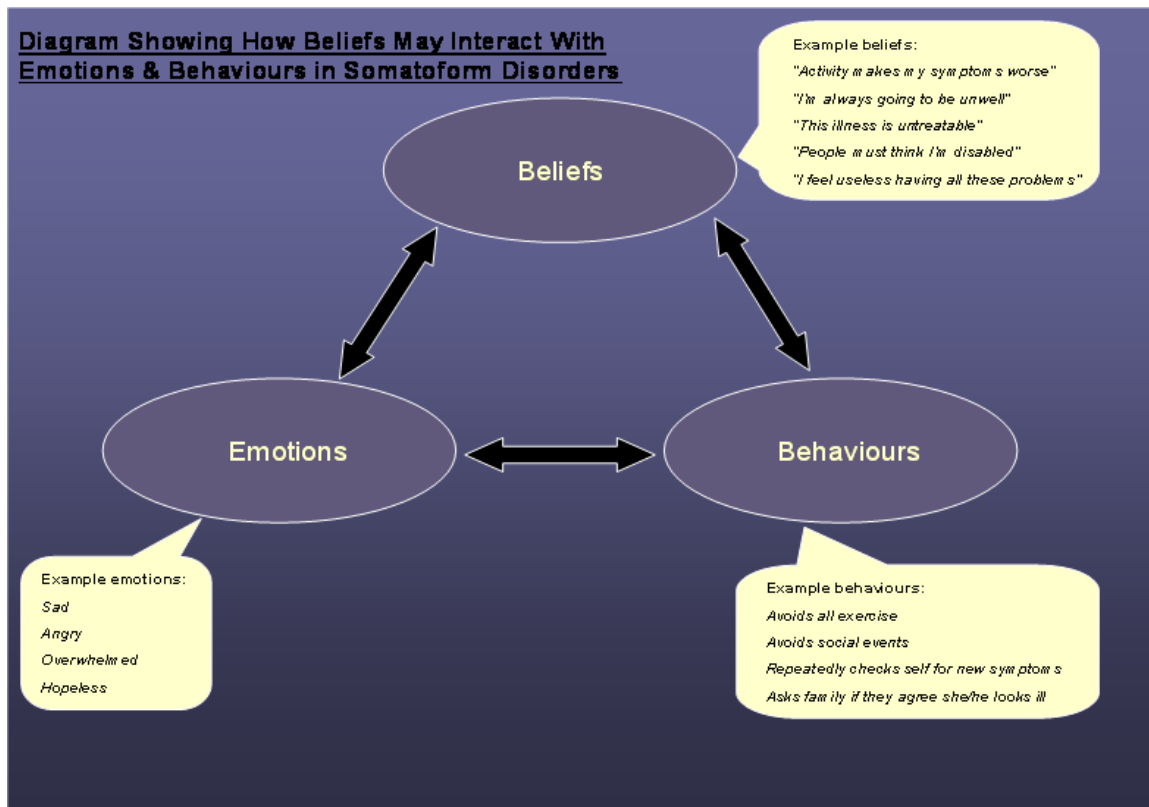 Diagram Showing How Beliefs May Interact With
Emotions & Behaviours in Somatoform Disorders
Example beliefs:
"Activity makes my symptoms worse"
"I'm always going to be unwell"
"This illness is untreatable"
"People must think I'm disabled"
"I feel useless having all these problems"
Beliefs
Emotions
Behaviours
Example emotions:
Sad
Angry
Overwhelmed
Hopeless
Example behaviours:
Avoids all exercise
Avoids social events
Repeatedly checks self for new symptoms
Asks family if they agree she/he looks ill